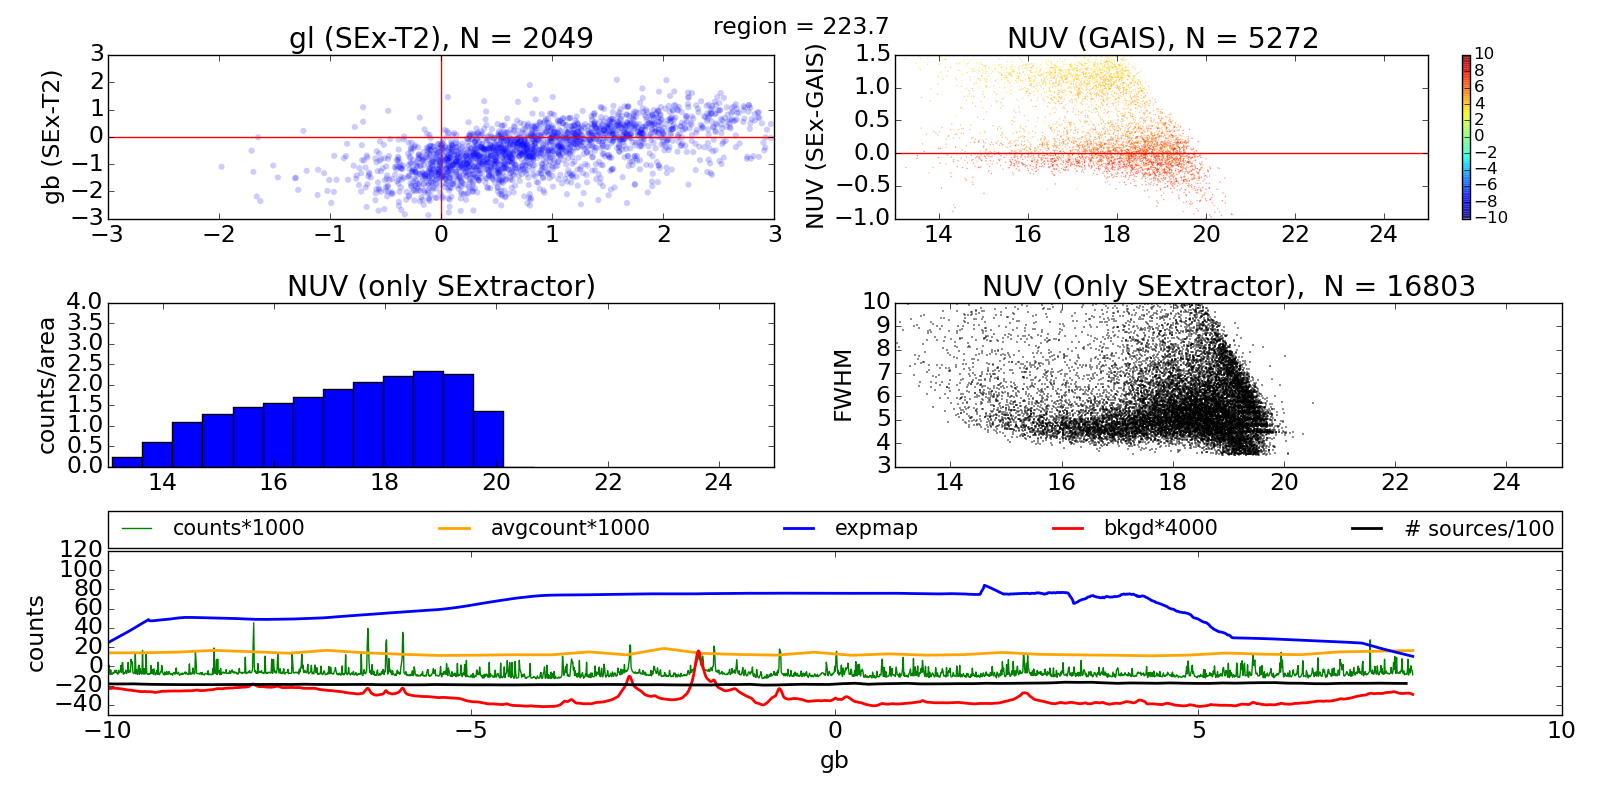 region = 223.7
gl (SEx-T2), N = 2049
NUV (GAIS), N = 5272
gb (SEx-T2)
3
2
1
0
−1
−2
−3
−3 −2 −1 0 1 2 3
NUV (SEx-GAIS)
1.5
1.0
0.5
0.0
−0.5
−1.0
14 16 18 20 22 24
10
8
6
4
2
0
−2
−4
−6
−8
−10
NUV (only SExtractor)
counts/area
4.0
3.5
3.0
2.5
2.0
1.5
1.0
0.5
0.0
14 16 18 20 22 24
NUV (Only SExtractor), N = 16803
FWHM
10
9
8
7
6
5
4
3
14 16 18 20 22 24
counts*1000 avgcount*1000 expmap bkgd*4000 # sources/100
counts
120
100
80
60
40
20
0
−20
−40
−10 −5 0 5 10
gb